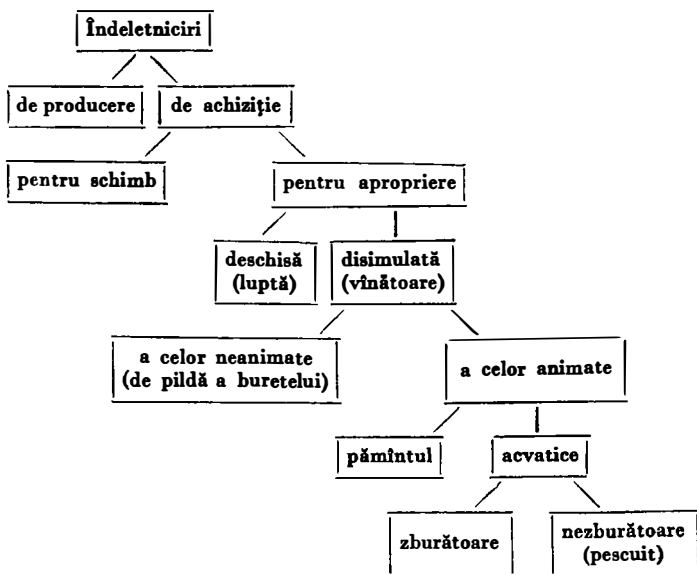 Îndeletniciri
de producere
de achiziție
pentru schimb
pentru apropriere
deschisă
(luptă)
disimulată
(vînătoare)
a celor neanimate
(de pildă a buretelui)
a celor animate
pămîntul
acvatice
zburătoare
nezburătoare
(pescuit)